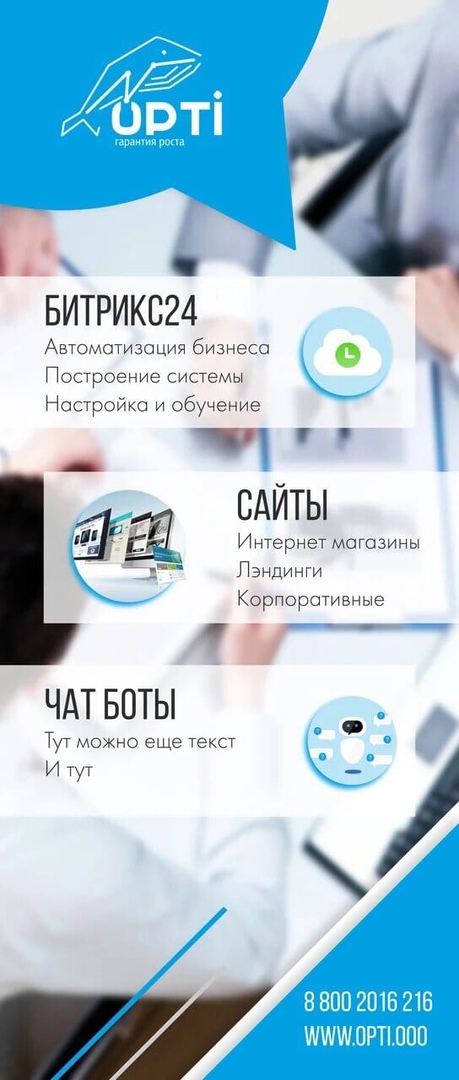 OPTI
гарантия роста
БИТРИКС24
Автоматизация бизнеса
Построение системы
Настройка и обучение
САЙТЫ
Интернет магазины
Лэндинги
Корпоративные
ЧАТ БОТЫ
Тут можно еще текст
И тут
8 800 2016 216
WWW.OPTI.OOO